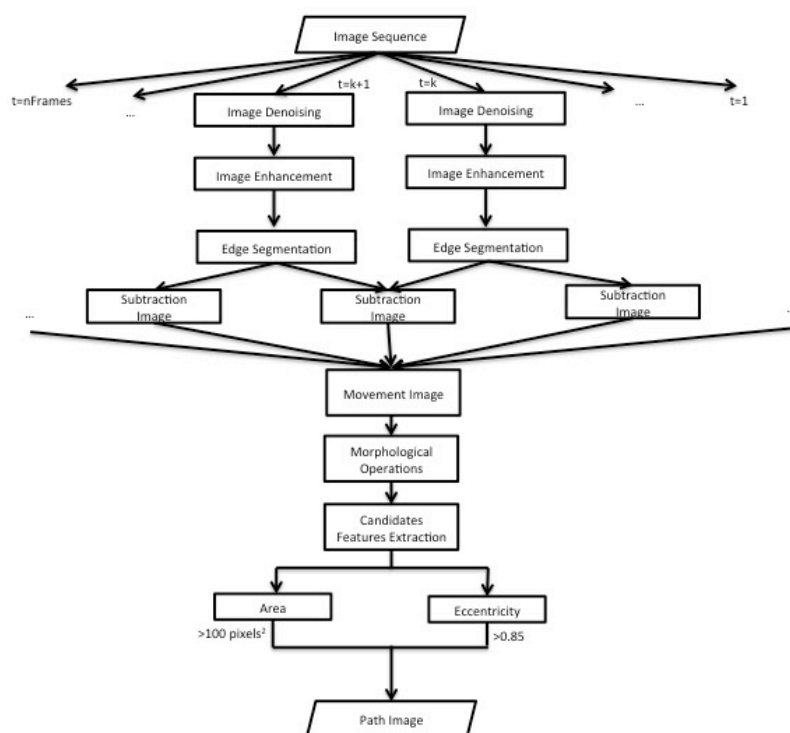 Image Sequence
t=nFrames
...
t=k+1
t=k
...
t=1
Image Denoising
Image Denoising
Image Enhancement
Image Enhancement
Edge Segmentation
Edge Segmentation
Subtraction
Image
Subtraction
Image
Subtraction
Image
...
..
Movement Image
Morphological
Operations
Candidates
Features Extraction
Area
Eccentricity
>100 pixels²
>0.85
Path Image